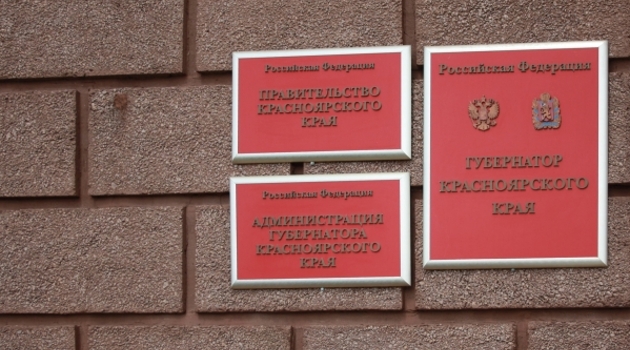 Российская Федерация
ПРАВИТЕЛЬСТВО
КРАСНОЯРСКОГО
КРАЯ
Российская Федерация
АДМИНИСТРАЦИЯ
ГУБЕРНАТОРА
КРАСНОЯРСКОГО
КРАЯ
Российская Федерация
ГУБЕРНАТОР
КРАСНОЯРСКОГО
КРАЯ